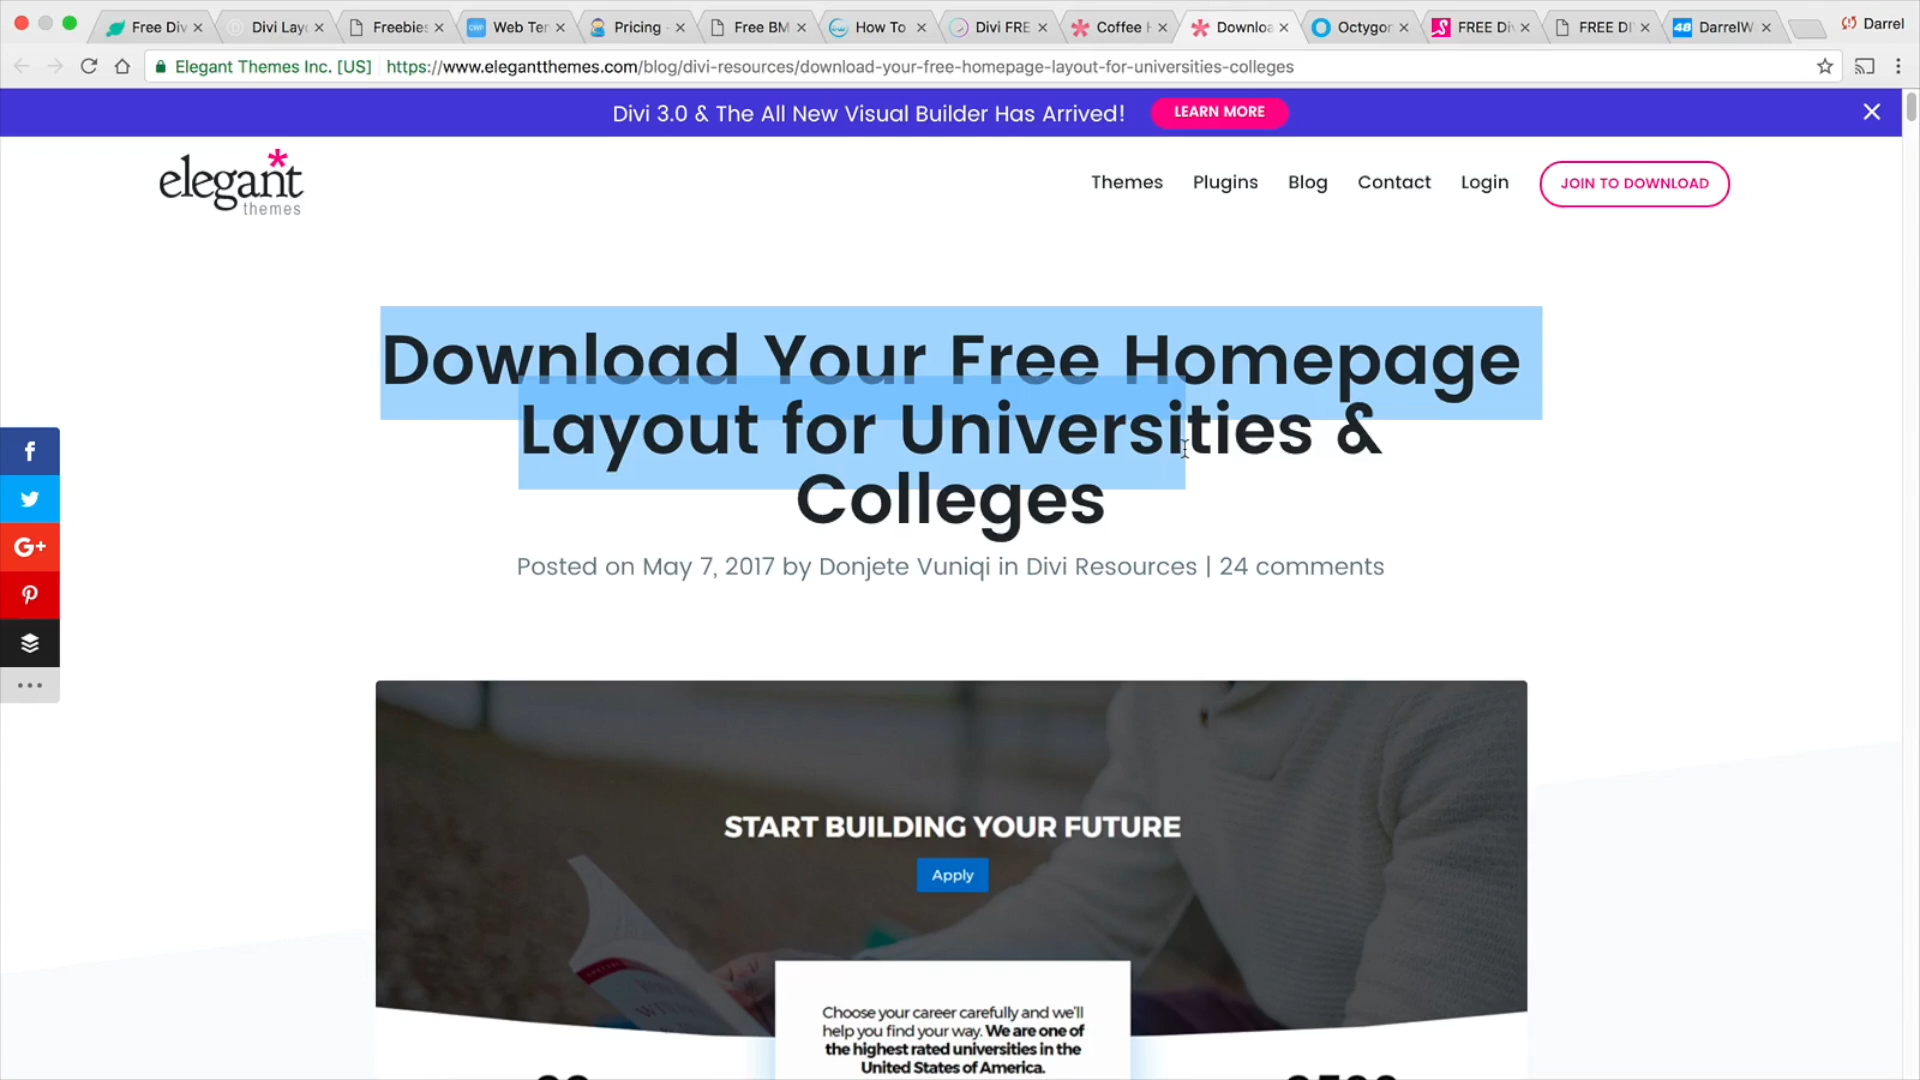 Free Div
Divi Lay
Freebies
Web Ter
Pricing -
Free BM
How To
Divi FRE
Coffee H
Downloa
Octygor
FREE Div
FREE DI
48
DarrelW
Darrel
Elegant Themes Inc. [US]
https://www.elegantthemes.com/blog/divi-resources/download-your-free-homepage-layout-for-universities-colleges
Divi 3.0 & The All New Visual Builder Has Arrived!
LEARN MORE
elegant
themes
Themes
Plugins
Blog
Contact
Login
JOIN TO DOWNLOAD
Download Your Free Homepage
Layout for Universities &
Colleges
Posted on May 7, 2017 by Donjete Vuniqi in Divi Resources | 24 comments
G+
START BUILDING YOUR FUTURE
Apply
Choose your career carefully and we'll
help you find your way. We are one of
the highest rated universities in the
United States of America.